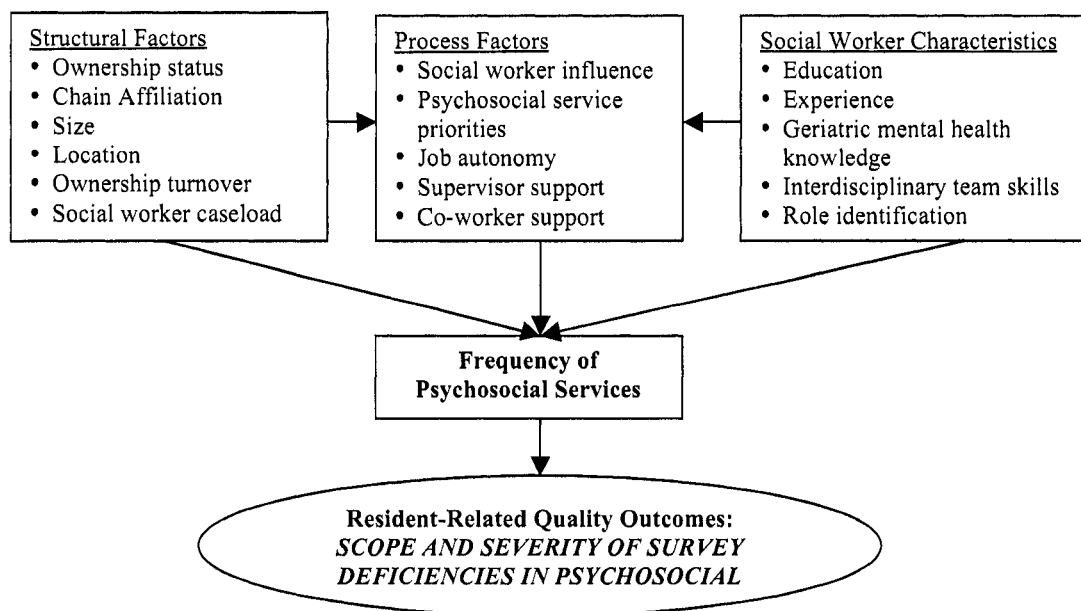 Structural Factors
• Ownership status
• Chain Affiliation
• Size
• Location
• Ownership turnover
• Social worker caseload
Process Factors
• Social worker influence
• Psychosocial service
priorities
• Job autonomy
• Supervisor support
• Co-worker support
Social Worker Characteristics
• Education
• Experience
• Geriatric mental health
knowledge
• Interdisciplinary team skills
• Role identification
Frequency of
Psychosocial Services
Resident-Related Quality Outcomes:
SCOPE AND SEVERITY OF SURVEY
DEFICIENCIES IN PSYCHOSOCIAL